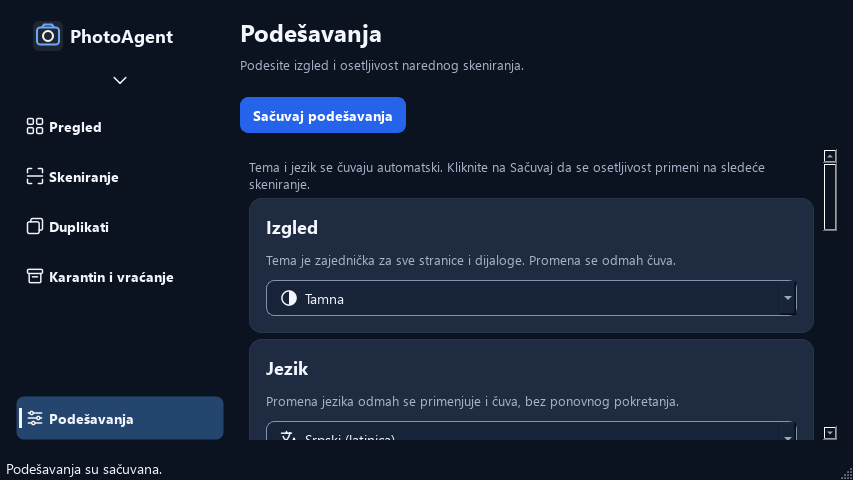 PhotoAgent
Pregled
Skeniranje
Duplikati
Karantin i vraćanje
Podešavanja
Podešavanja su sačuvana.
Podešavanja
Podesite izgled i osetljivost narednog skeniranja.
Sačuvaj podešavanja
Tema i jezik se čuvaju automatski. Kliknite na Sačuvaj da se osetljivost primeni na sledeće
skeniranje.
Izgled
Tema je zajednička za sve stranice i dijaloge. Promena se odmah čuva.
Tamna
Jezik
Promena jezika odmah se primenjuje i čuva, bez ponovnog pokretanja.
Srpski (latinica)